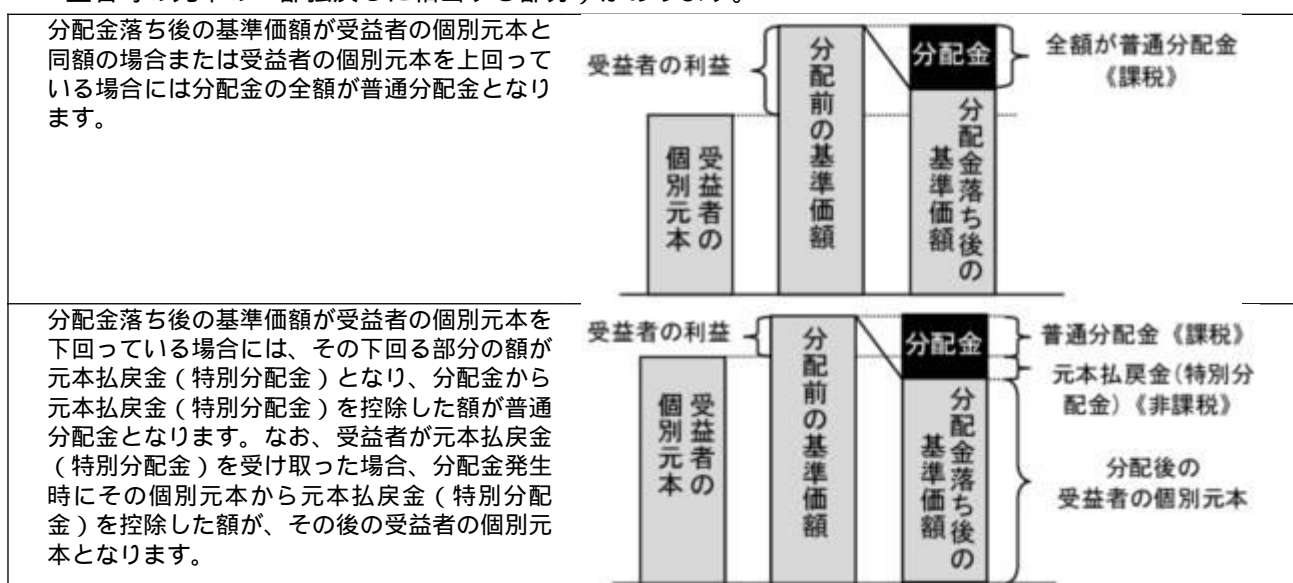 分配金落ち後の基準価額が受益者の個別元本と
同額の場合または受益者の個別元本を上回って
いる場合には分配金の全額が普通分配金となり
ます。
受益者の利益
受益者の
個別元本
分配前の基準価額
分配金
分配金落ち後の
基準価額
全額が普通分配金
《課税》
分配金落ち後の基準価額が受益者の個別元本を
下回っている場合には、その下回る部分の額が
元本払戻金(特別分配金)となり、分配金から
元本払戻金(特別分配金)を控除した額が普通
分配金となります。なお、受益者が元本払戻金
(特別分配金)を受け取った場合、分配金発生
時にその個別元本から元本払戻金(特別分配
金)を控除した額が、その後の受益者の個別元
本となります。
受益者の利益
受益者の
個別元本
分配前の基準価額
分配金
分配金落ち後の
基準価額
普通分配金《課税》
元本払戻金(特別分
配金)《非課税》
分配後の
受益者の個別元本